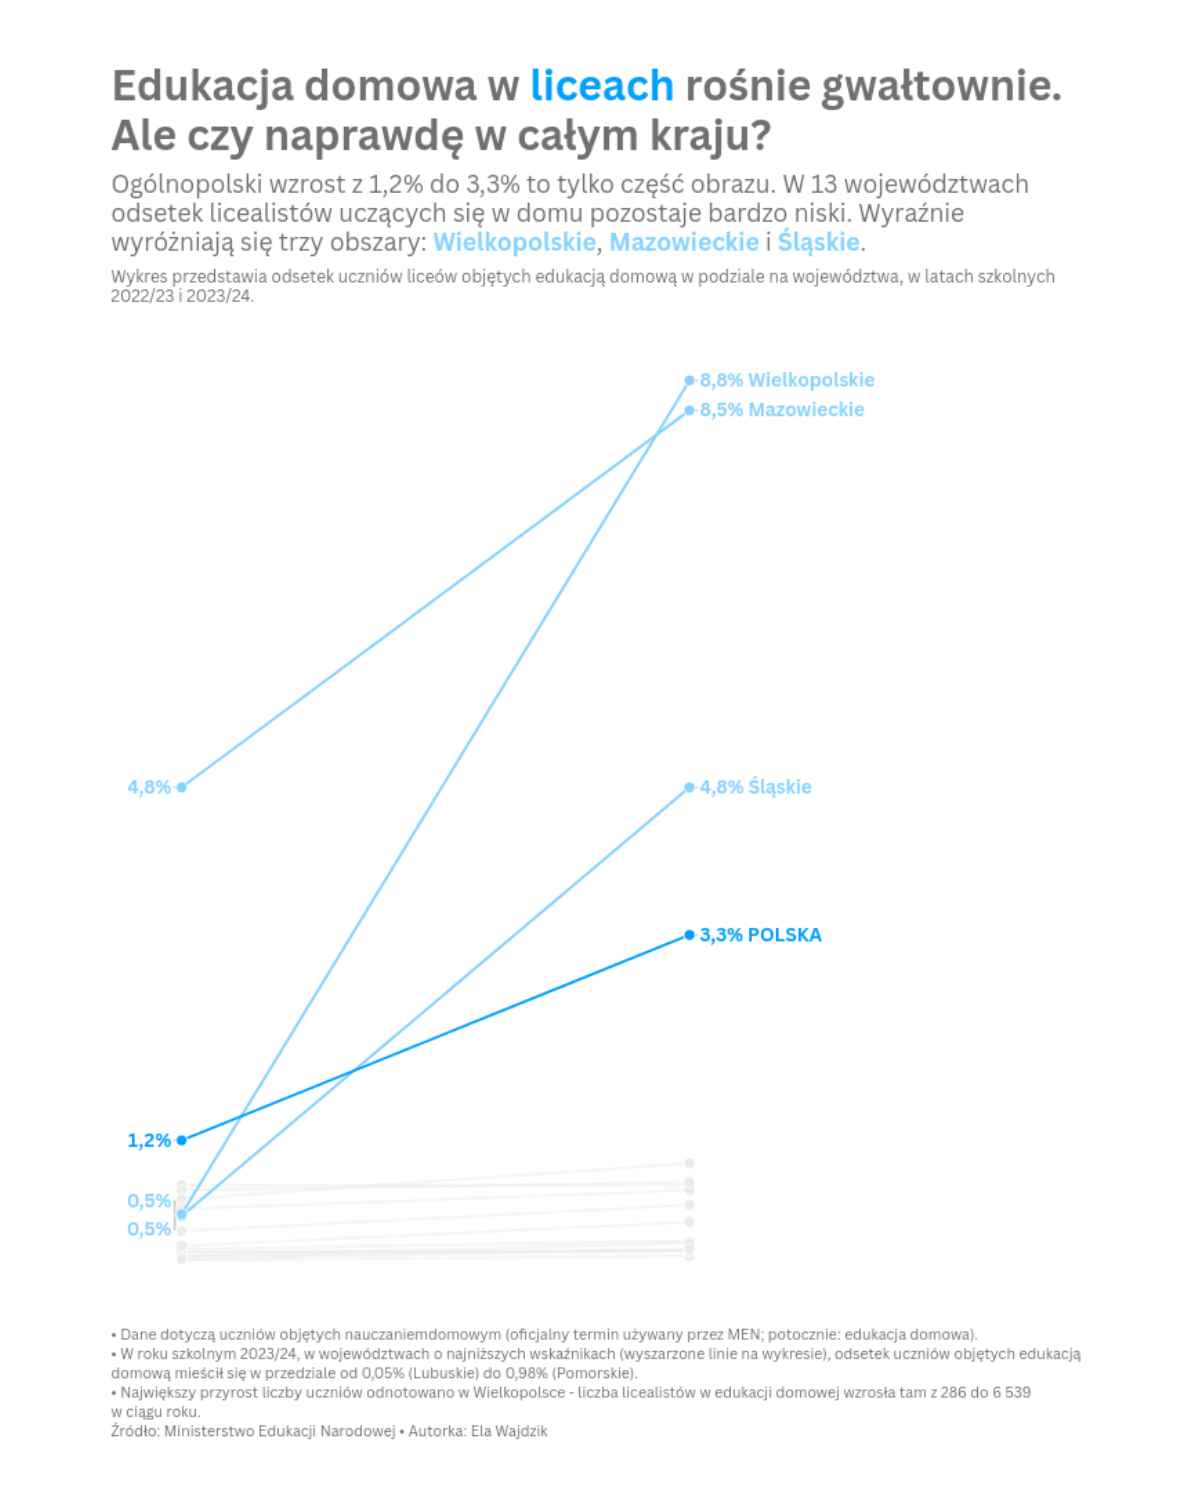 Edukacja domowa w liceach rośnie gwałtownie.
Ale czy naprawdę w całym kraju?
Ogólnopolski wzrost z 1,2% do 3,3% to tylko część obrazu. W 13 województwach
odsetek licealistów uczących się w domu pozostaje bardzo niski. Wyraźnie
wyróżniają się trzy obszary: Wielkopolskie, Mazowieckie i Śląskie.
Wykres przedstawia odsetek uczniów liceów objętych edukacją domową w podziale na województwa, w latach szkolnych
2022/23 i 2023/24.
8,8% Wielkopolskie
8,5% Mazowieckie
4,8%
4,8% Śląskie
3,3% POLSKA
1,2%
0,5%
0,5%
• Dane dotyczą uczniów objętych nauczaniemdomowym (oficjalny termin używany przez MEN; potocznie: edukacja domowa).
• W roku szkolnym 2023/24, w województwach o najniższych wskaźnikach (wyszarzone linie na wykresie), odsetek uczniów objętych edukacją
domową mieścił się w przedziale od 0,05% (Lubuskie) do 0,98% (Pomorskie).
• Największy przyrost liczby uczniów odnotowano w Wielkopolsce - liczba licealistów w edukacji domowej wzrosła tam z 286 do 6 539
w ciągu roku.
Źródło: Ministerstwo Edukacji Narodowej • Autorka: Ela Wajdzik